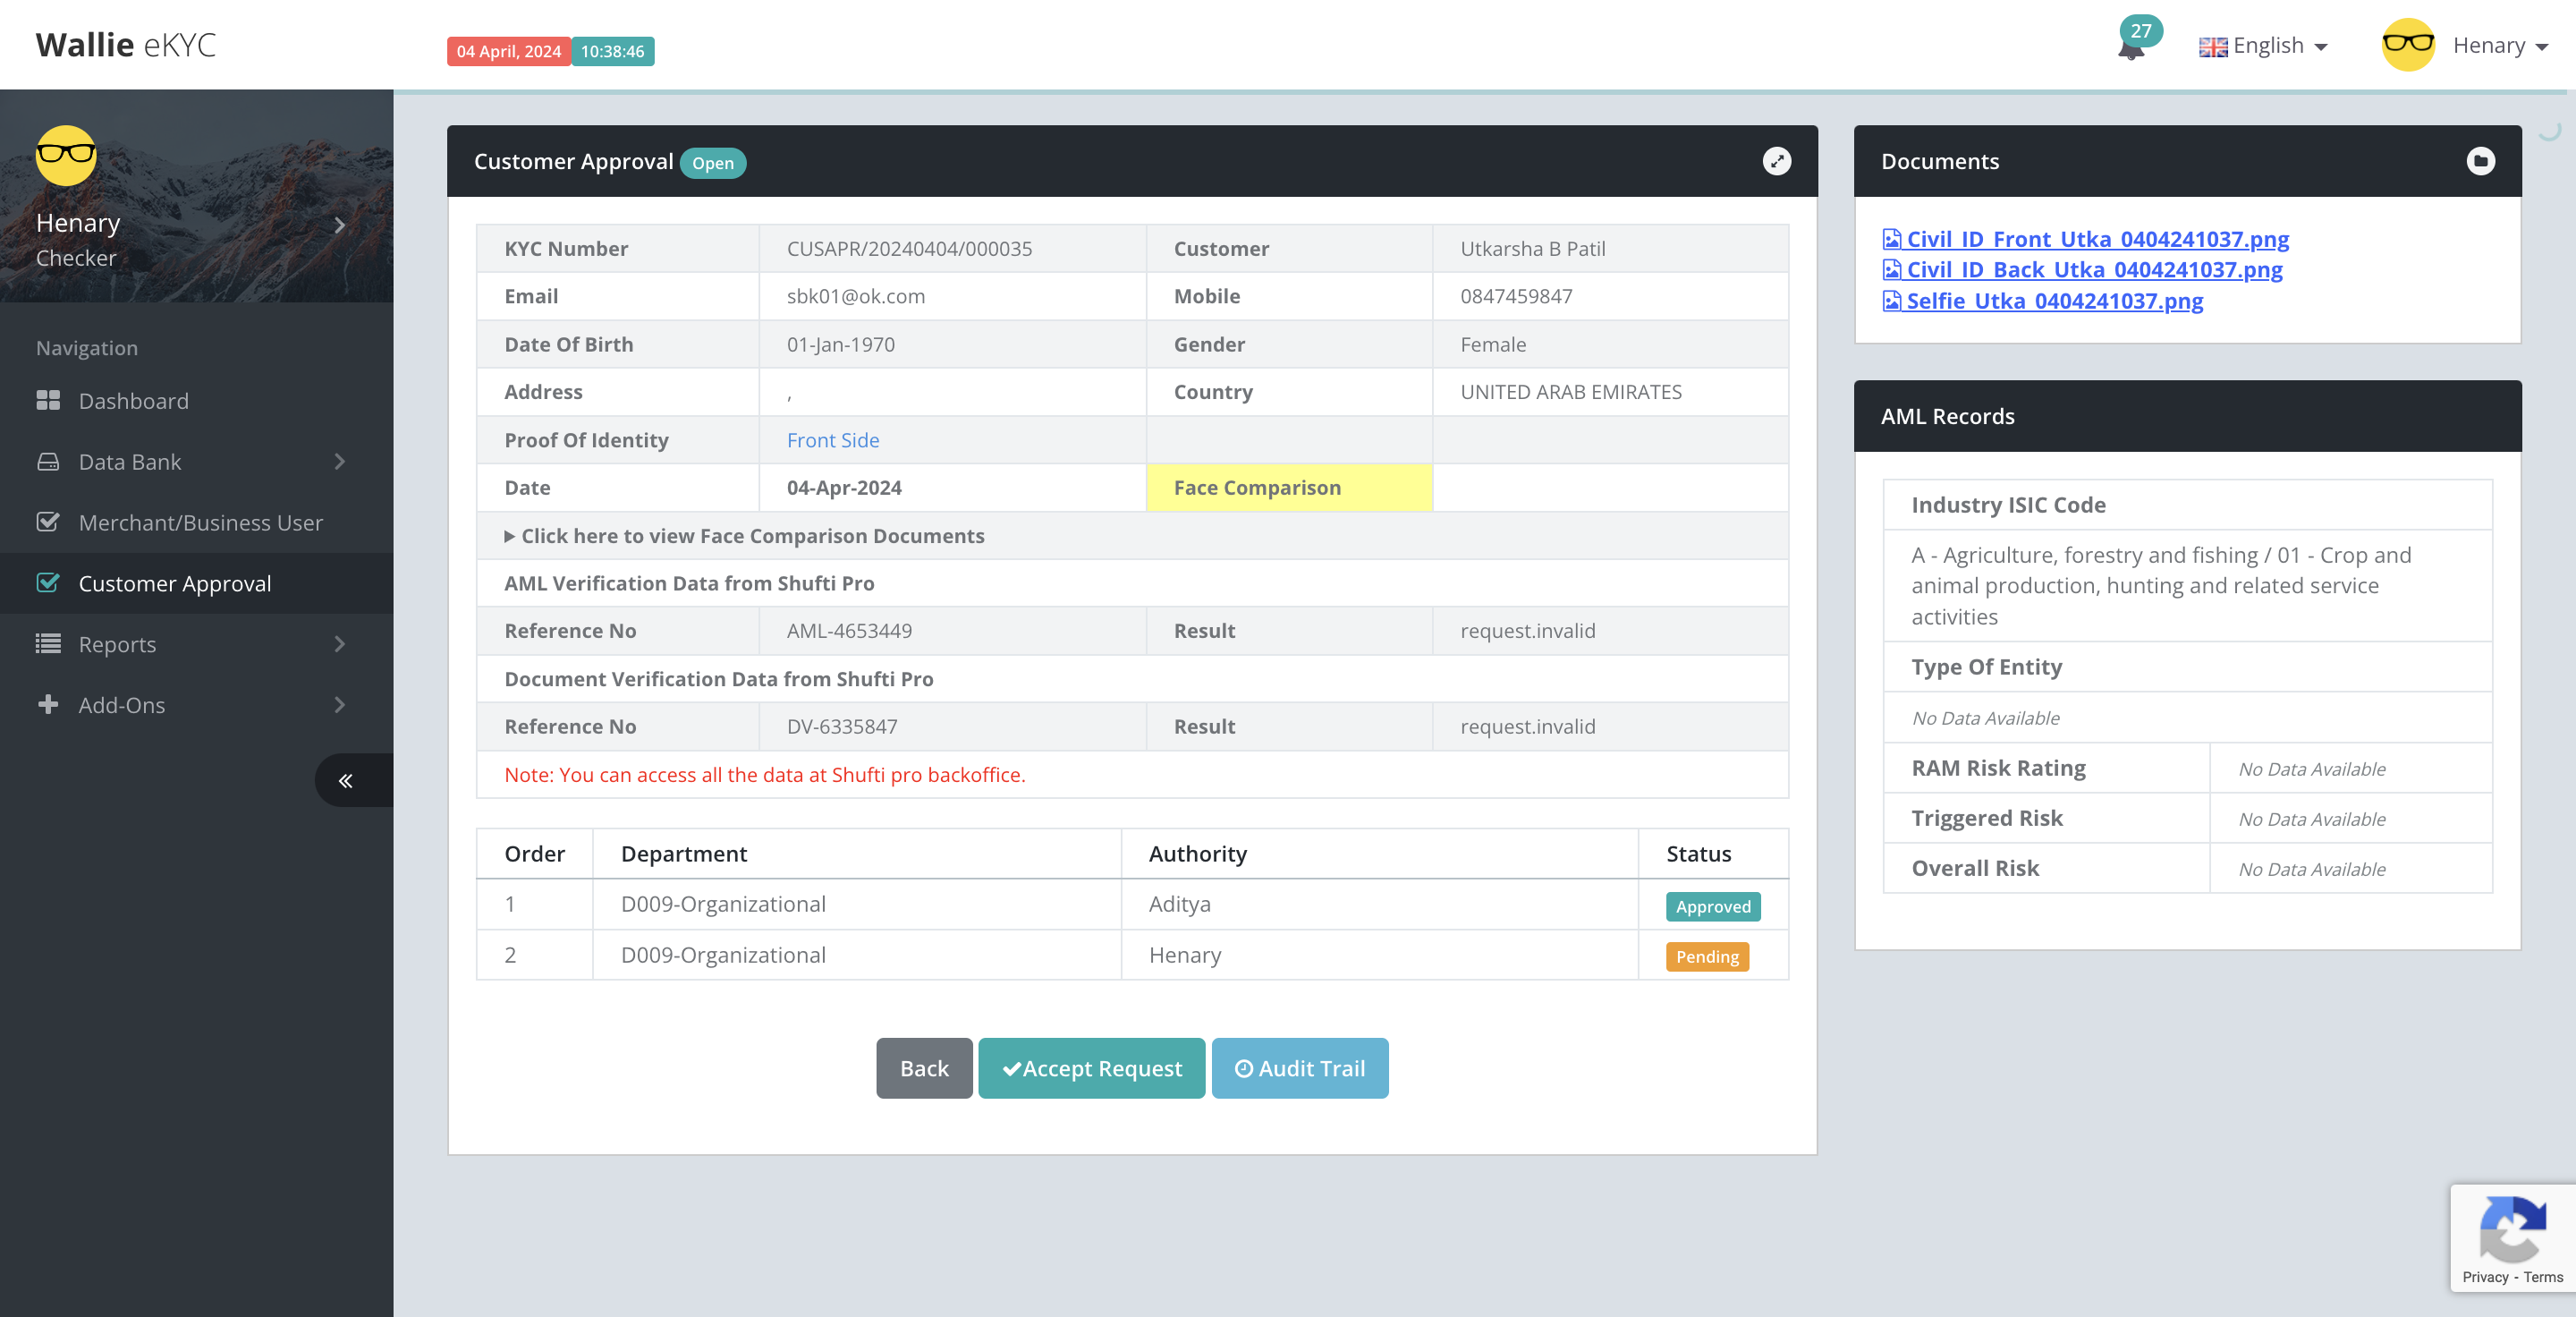 Wallie eKYC
04 April, 2024 10:38:46
27
English
Henary
Henary
Checker
Navigation
Dashboard
Data Bank
Merchant/Business User
Customer Approval
Reports
Add-Ons
Customer Approval Open
KYC Number CUSAPR/20240404/000035 Customer Utkarsha B Patil
Email sbk01@ok.com Mobile 0847459847
Date Of Birth 01-Jan-1970 Gender Female
Address , Country UNITED ARAB EMIRATES
Proof Of Identity Front Side
Date 04-Apr-2024 Face Comparison
Click here to view Face Comparison Documents
AML Verification Data from Shufti Pro
Reference No AML-4653449 Result request.invalid
Document Verification Data from Shufti Pro
Reference No DV-6335847 Result request.invalid
Note: You can access all the data at Shufti pro backoffice.
Order Department Authority Status
1 D009-Organizational Aditya Approved
2 D009-Organizational Henary Pending
Back Accept Request Audit Trail
Documents
Civil_ID_Front_Utka_0404241037.png
Civil_ID_Back_Utka_0404241037.png
Selfie_Utka_0404241037.png
AML Records
Industry ISIC Code
A - Agriculture, forestry and fishing / 01 - Crop and
animal production, hunting and related service
activities
Type Of Entity
No Data Available
RAM Risk Rating No Data Available
Triggered Risk No Data Available
Overall Risk No Data Available
Privacy - Terms